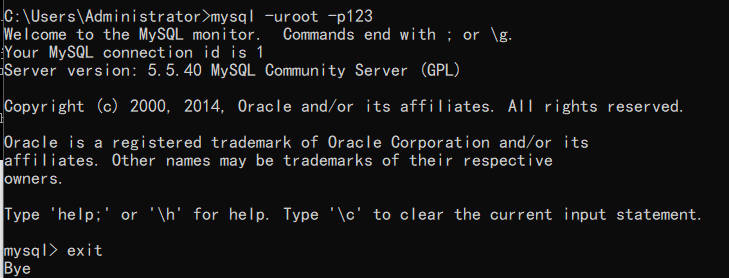 C:\Users\Administrator>mysql -uroot -p123
Welcome to the MySQL monitor.  Commands end with ; or \g.
Your MySQL connection id is 1
Server version: 5.5.40 MySQL Community Server (GPL)
Copyright (c) 2000, 2014, Oracle and/or its affiliates. All rights reserved.
Oracle is a registered trademark of Oracle Corporation and/or its
affiliates. Other names may be trademarks of their respective
owners.
Type 'help;' or '\h' for help. Type '\c' to clear the current input statement.
mysql> exit
Bye